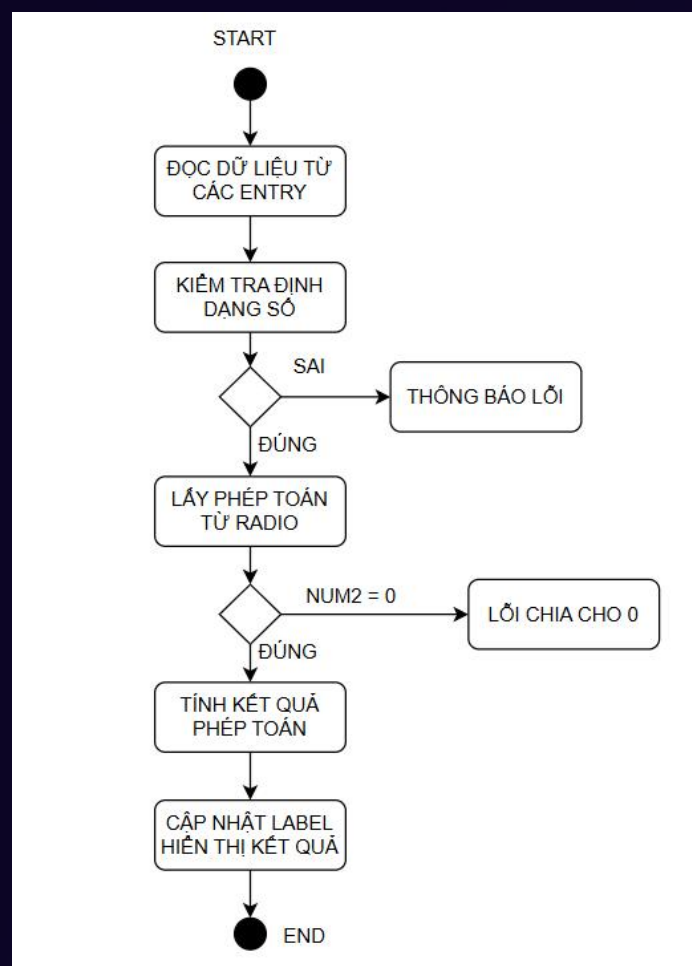 START
ĐỌC DỮ LIỆU TỪ
CÁC ENTRY
KIỂM TRA ĐỊNH
DẠNG SỐ
SAI
THÔNG BÁO LỖI
ĐÚNG
LẤY PHÉP TOÁN
TỪ RADIO
NUM2 = 0
LỖI CHIA CHO 0
ĐÚNG
TÍNH KẾT QUẢ
PHÉP TOÁN
CẬP NHẬT LABEL
HIỂN THỊ KẾT QUẢ
END